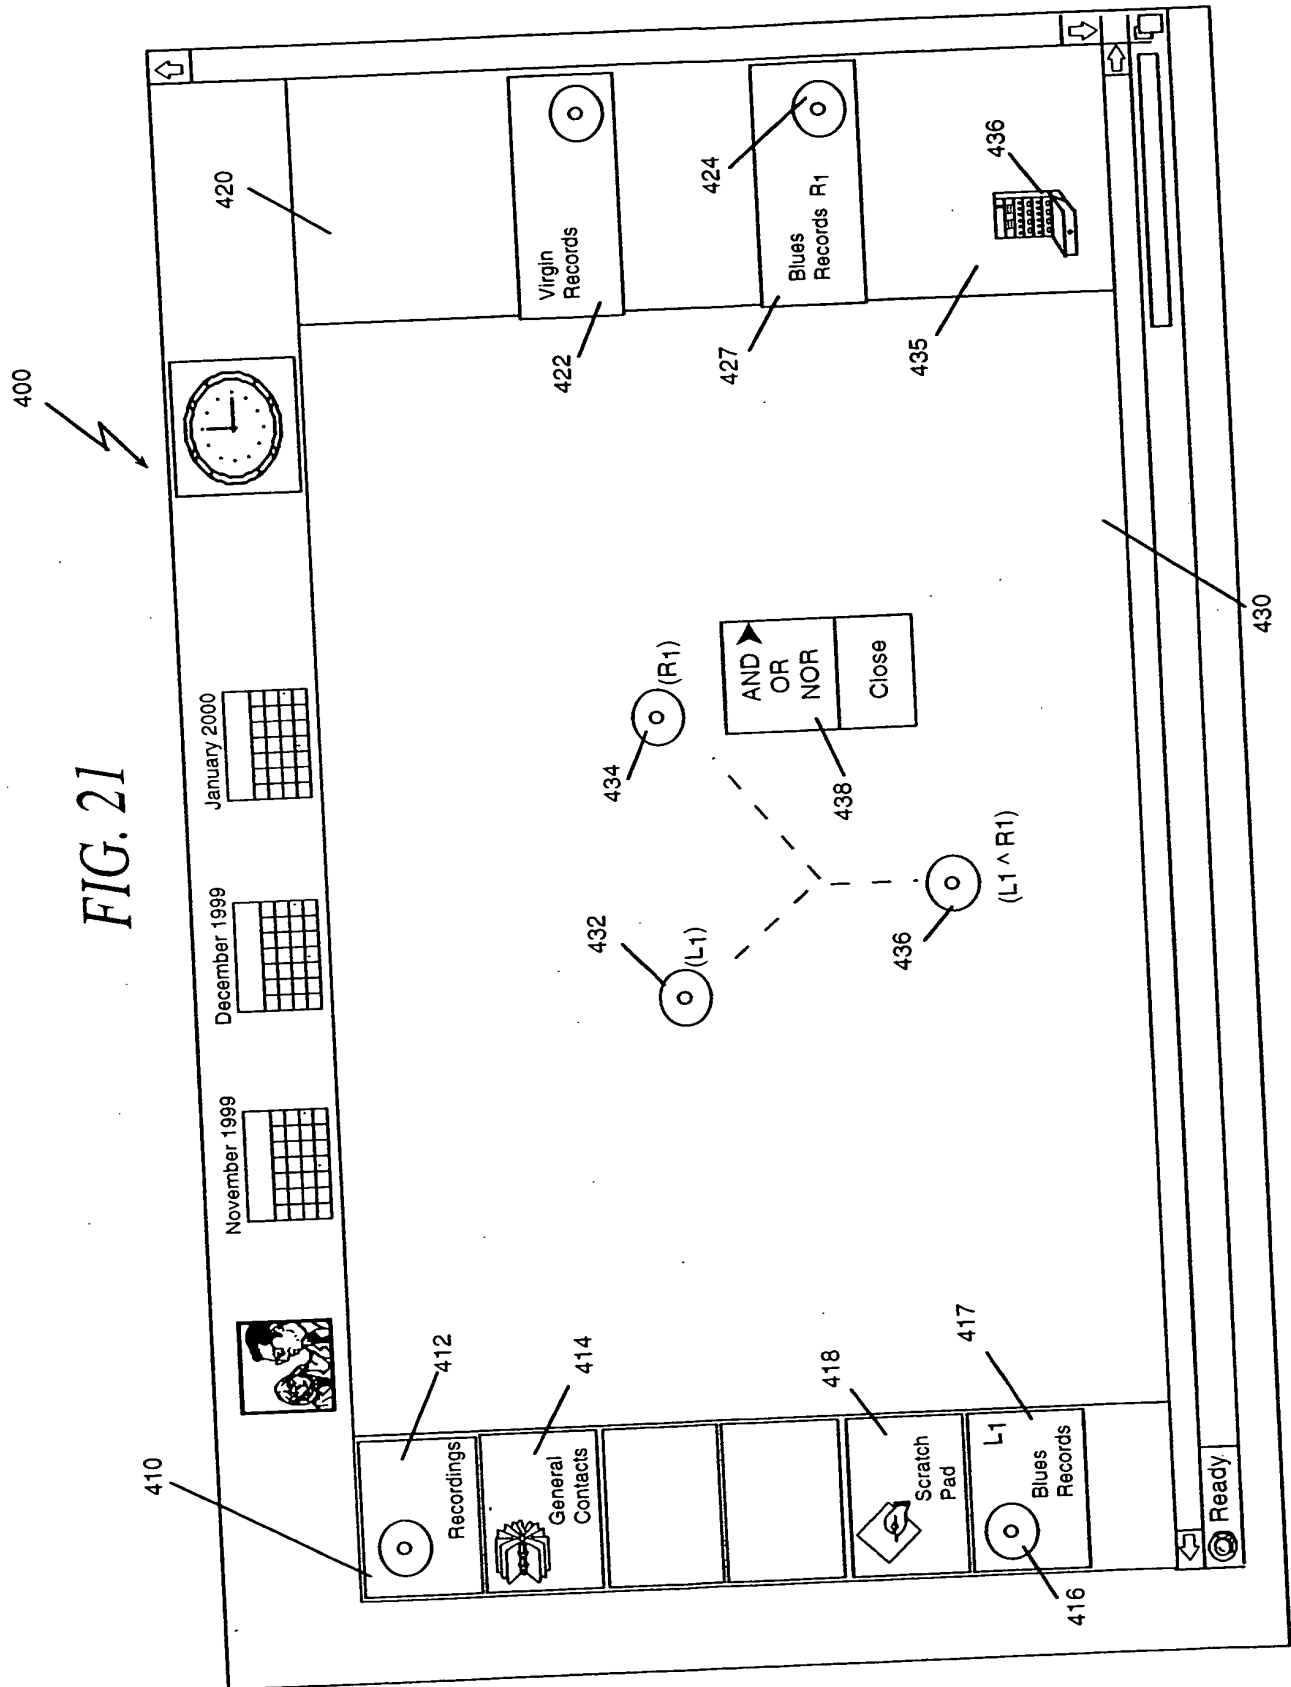 FIG. 21
400
November 1999
December 1999
January 2000
410
412
Recordings
414
General
Contacts
418
Scratch
Pad
417
L1
Blues
Records
416
432
(L1)
434
(R1)
436
(L1 ^ R1)
438
AND
OR
NOR
Close
430
420
Virgin
Records
422
424
Blues
Records R1
427
435
436
Ready